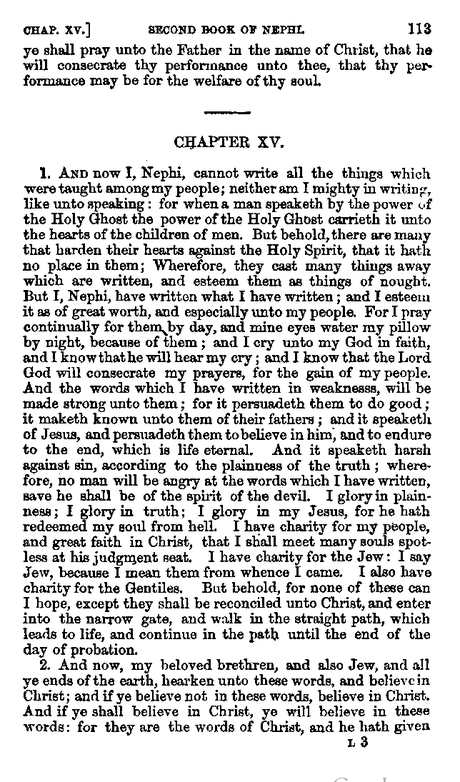 CHAP. XV.] SECOND BOOK OF NEPHI. 113
ye shall pray unto the Father in the name of Christ, that he
will consecrate thy performance unto thee, that thy per-
formance may be for the welfare of thy soul.
CHAPTER XV.
1. AND now I, Nephi, cannot write all the things which
were taught among my people; neither am I mighty in writing,
like unto speaking: for when a man speaketh by the power of
the Holy Ghost the power of the Holy Ghost carrieth it unto
the hearts of the children of men. But behold, there are many
that harden their hearts against the Holy Spirit, that it hath
no place in them; Wherefore, they cast many things away
which are written, and esteem them as things of nought.
But I, Nephi, have written what I have written; and I esteem
it as of great worth, and especially unto my people. For I pray
continually for them by day, and mine eyes water my pillow
by night, because of them; and I cry unto my God in faith,
and I know that he will hear my cry; and I know that the Lord
God will consecrate my prayers, for the gain of my people.
And the words which I have written in weaknesss, will be
made strong unto them; for it persuadeth them to do good;
it maketh known unto them of their fathers; and it speaketh
of Jesus, and persuadeth them to believe in him, and to endure
to the end, which is life eternal. And it speaketh harsh
against sin, according to the plainness of the truth; where-
fore, no man will be angry at the words which I have written,
save he shall be of the spirit of the devil. I glory in plain-
ness; I glory in truth; I glory in my Jesus, for he hath
redeemed my soul from hell. I have charity for my people,
and great faith in Christ, that I shall meet many souls spot-
less at his judgment seat. I have charity for the Jew: I say
Jew, because I mean them from whence I came. I also have
charity for the Gentiles. But behold, for none of these can
I hope, except they shall be reconciled unto Christ, and enter
into the narrow gate, and walk in the straight path, which
leads to life, and continue in the path until the end of the
day of probation.
2. And now, my beloved brethren, and also Jew, and all
ye ends of the earth, hearken unto these words, and believe in
Christ; and if ye believe not in these words, believe in Christ.
And if ye shall believe in Christ, ye will believe in these
words: for they are the words of Christ, and he hath given
L 3